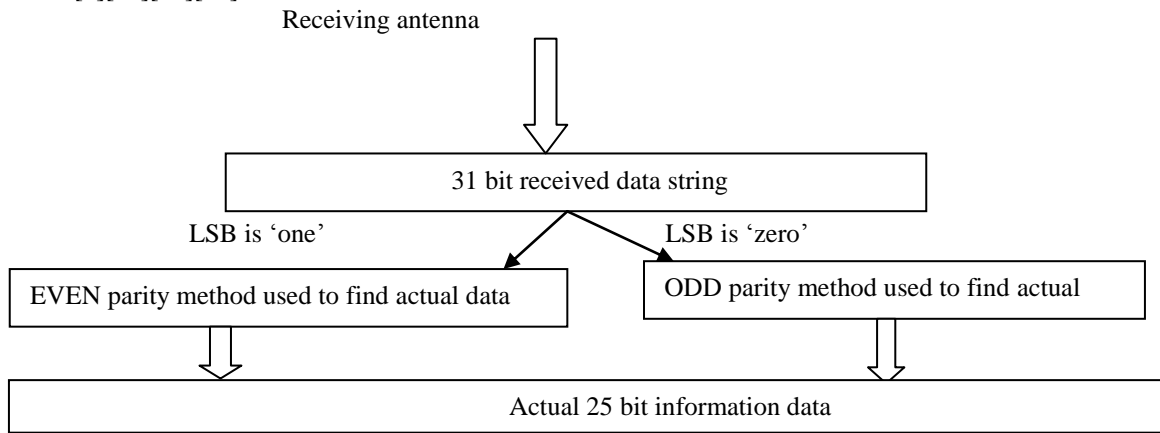 Receiving antenna
31 bit received data string
LSB is ‘one’
LSB is ‘zero’
EVEN parity method used to find actual data
ODD parity method used to find actual
Actual 25 bit information data